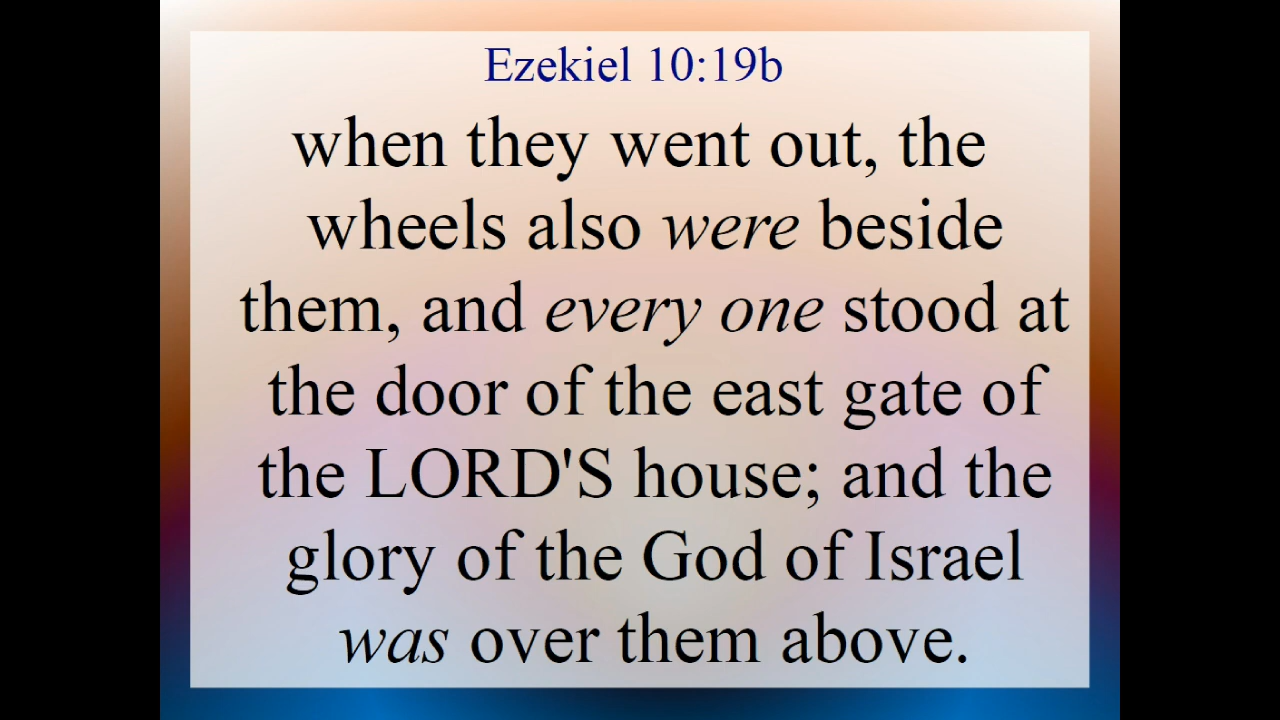 Ezekiel 10:19b
when they went out, the
wheels also were beside
them, and every one stood at
the door of the east gate of
the LORD'S house; and the
glory of the God of Israel
was over them above.